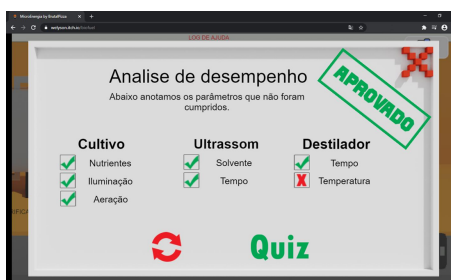 LOG DE AJUDA
Analise de desempenho
Abaixo anotamos os parâmetros que não foram
cumpridos.
APROVADO
Cultivo
Nutrientes
Iluminação
Aeração
Ultrassom
Solvente
Tempo
Destilador
Tempo
Temperatura
Quiz